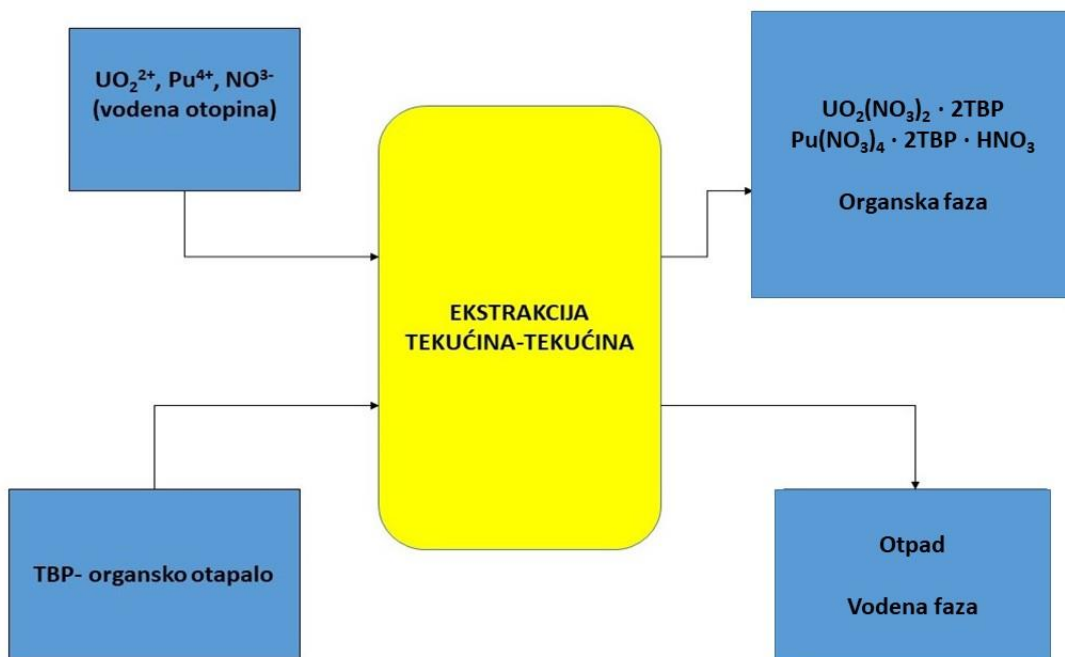 UO₂²⁺, Pu⁴⁺, NO³⁻
(vodena otopina)
UO₂(NO₃)₂ · 2TBP
Pu(NO₃)₄ · 2TBP · HNO₃
Organska faza
EKSTRAKCIJA
TEKUĆINA-TEKUĆINA
TBP- organsko otapalo
Otpad
Vodena faza